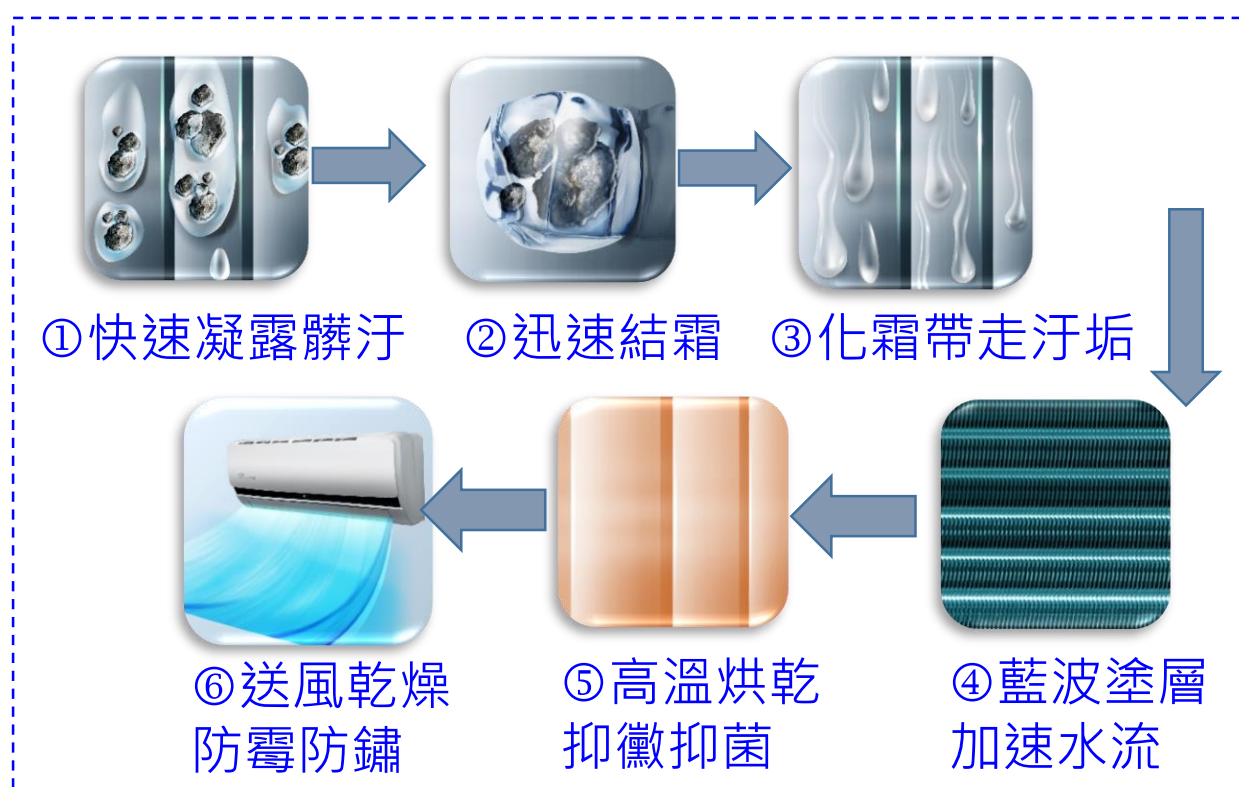 ①快速凝露髒汙
②迅速結霜
③化霜帶走汙垢
④藍波塗層
加速水流
⑤高溫烘乾
抑黴抑菌
⑥送風乾燥
防霉防鏽